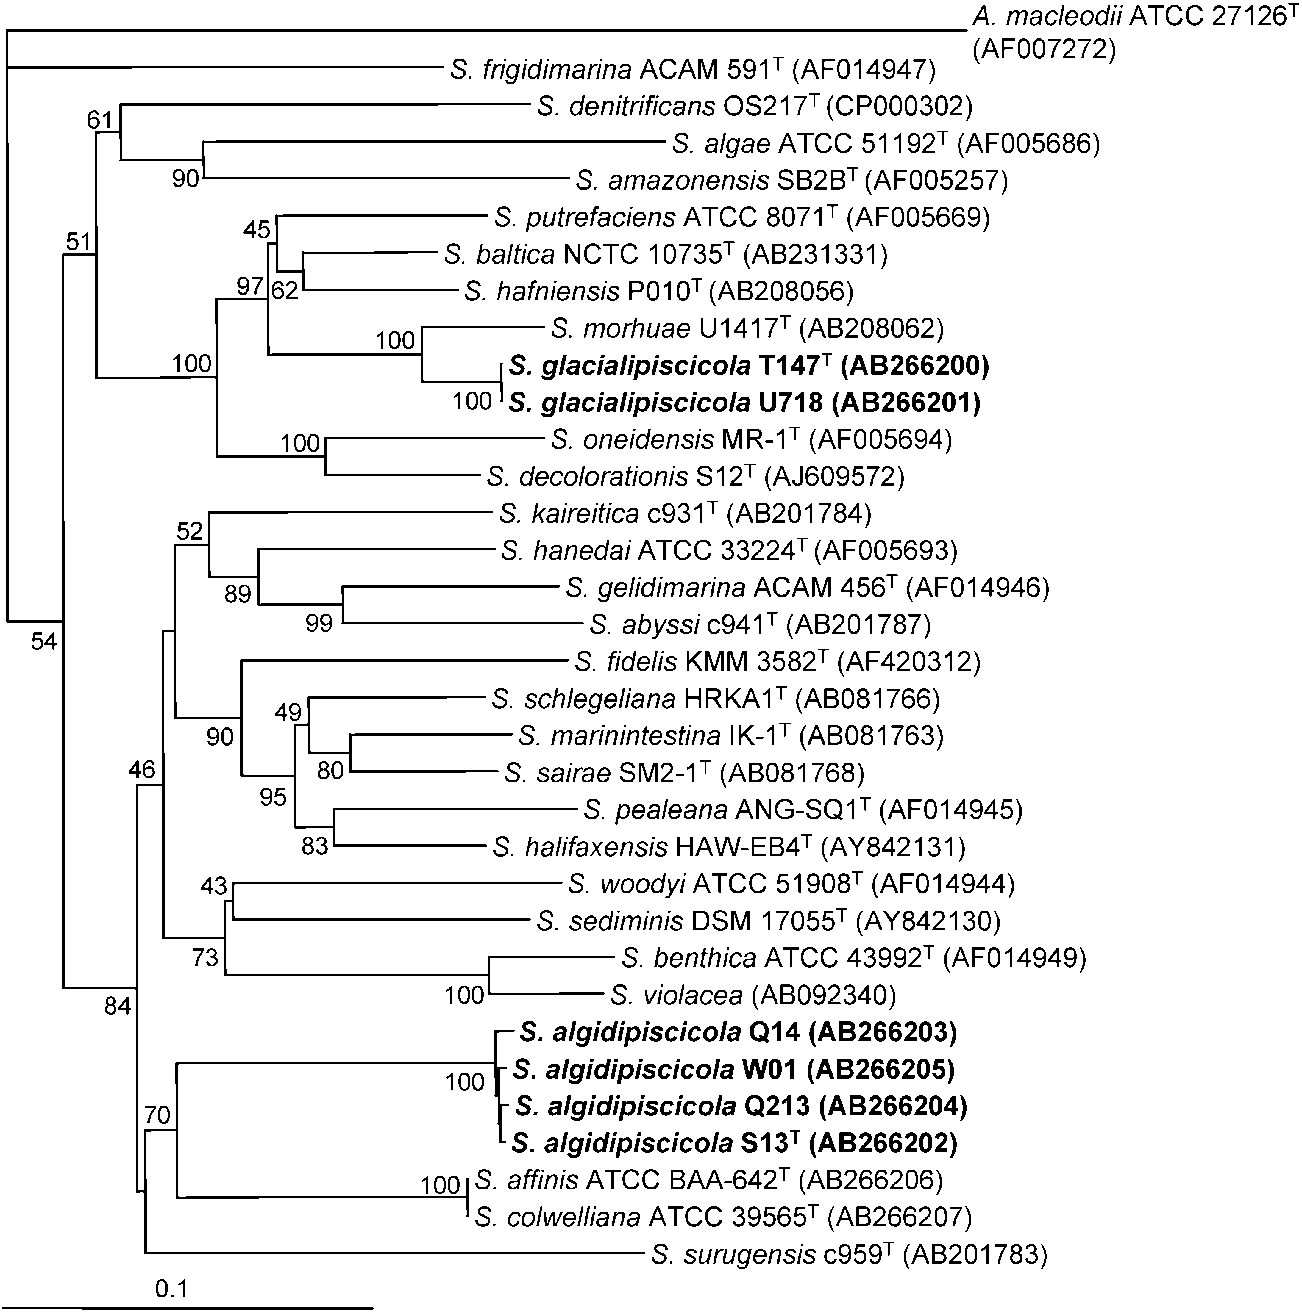 A. macleodii ATCC 27126ᵀ
(AF007272)
S. frigidimarina ACAM 591ᵀ (AF014947)
S. denitrificans OS217ᵀ (CP000302)
61
S. algae ATCC 51192ᵀ (AF005686)
90
S. amazonensis SB2Bᵀ (AF005257)
S. putrefaciens ATCC 8071ᵀ (AF005669)
45
51
S. baltica NCTC 10735ᵀ (AB231331)
97
62
S. hafniensis P010ᵀ (AB208056)
S. morhuae U1417ᵀ (AB208062)
100
100
S. glacialipiscicola T147ᵀ (AB266200)
100
S. glacialipiscicola U718 (AB266201)
100
S. oneidensis MR-1ᵀ (AF005694)
S. decolorationis S12ᵀ (AJ609572)
S. kaireitica c931ᵀ (AB201784)
52
S. hanedai ATCC 33224ᵀ (AF005693)
89
S. gelidimarina ACAM 456ᵀ (AF014946)
99
S. abyssi c941ᵀ (AB201787)
54
S. fidelis KMM 3582ᵀ (AF420312)
S. schlegeliana HRKA1ᵀ (AB081766)
49
90
S. marinintestina IK-1ᵀ (AB081763)
46
80
S. sairae SM2-1ᵀ (AB081768)
95
S. pealeana ANG-SQ1ᵀ (AF014945)
83
S. halifaxensis HAW-EB4ᵀ (AY842131)
43
S. woodyi ATCC 51908ᵀ (AF014944)
S. sediminis DSM 17055ᵀ (AY842130)
73
S. benthica ATCC 43992ᵀ (AF014949)
100
S. violacea (AB092340)
84
S. algidipiscicola Q14 (AB266203)
S. algidipiscicola W01 (AB266205)
100
S. algidipiscicola Q213 (AB266204)
70
S. algidipiscicola S13ᵀ (AB266202)
100
S. affinis ATCC BAA-642ᵀ (AB266206)
S. colwelliana ATCC 39565ᵀ (AB266207)
S. surugensis c959ᵀ (AB201783)
0.1